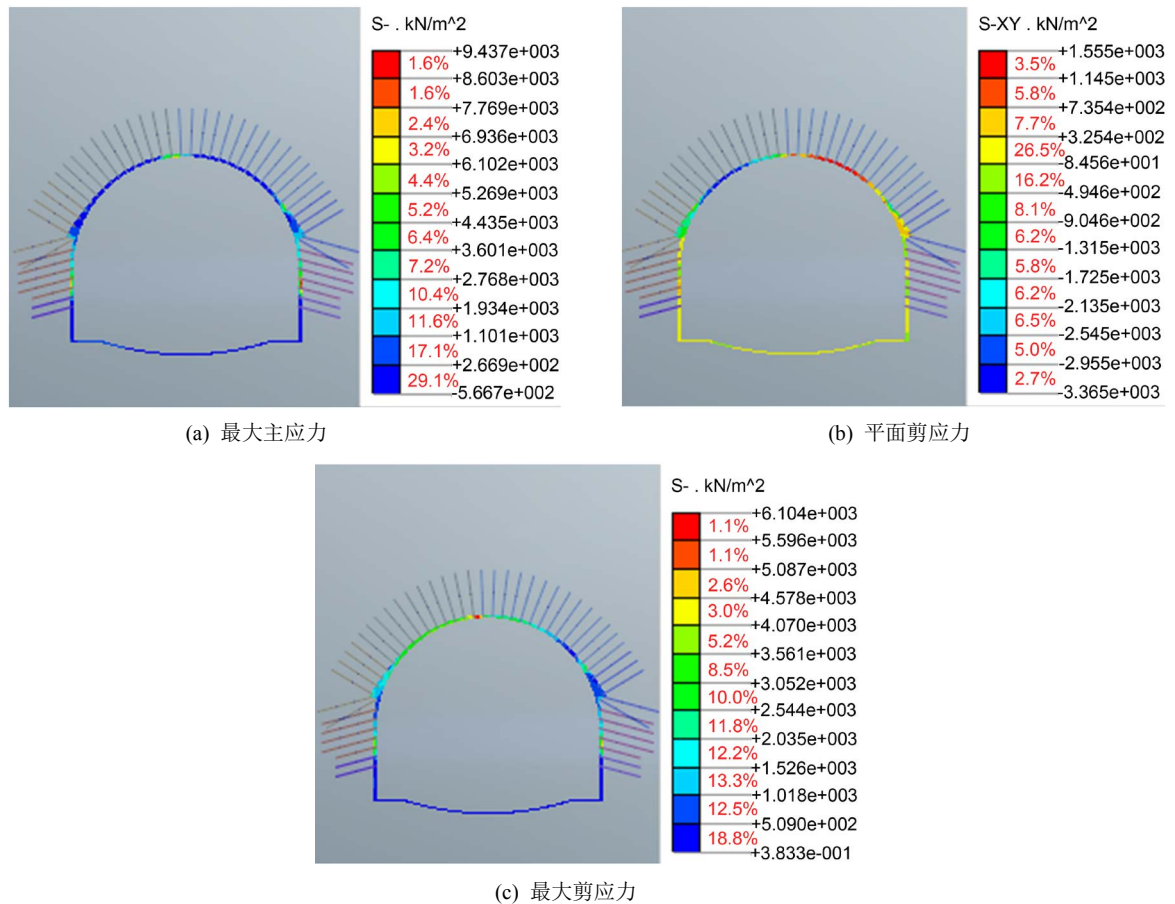 S- . kN/m^2
+9.437e+003
1.6%
+8.603e+003
1.6%
+7.769e+003
2.4%
+6.936e+003
3.2%
+6.102e+003
4.4%
+5.269e+003
5.2%
+4.435e+003
6.4%
+3.601e+003
7.2%
+2.768e+003
10.4%
+1.934e+003
11.6%
+1.101e+003
17.1%
+2.669e+002
29.1%
-5.667e+002
(a) 最大主应力
S-XY . kN/m^2
+1.555e+003
3.5%
+1.145e+003
5.8%
+7.354e+002
7.7%
+3.254e+002
26.5%
-8.456e+001
16.2%
-4.946e+002
8.1%
-9.046e+002
6.2%
-1.315e+003
5.8%
-1.725e+003
6.2%
-2.135e+003
6.5%
-2.545e+003
5.0%
-2.955e+003
2.7%
-3.365e+003
(b) 平面剪应力
S- . kN/m^2
+6.104e+003
1.1%
+5.596e+003
1.1%
+5.087e+003
2.6%
+4.578e+003
3.0%
+4.070e+003
5.2%
+3.561e+003
8.5%
+3.052e+003
10.0%
+2.544e+003
11.8%
+2.035e+003
12.2%
+1.526e+003
13.3%
+1.018e+003
12.5%
+5.090e+002
18.8%
+3.833e-001
(c) 最大剪应力